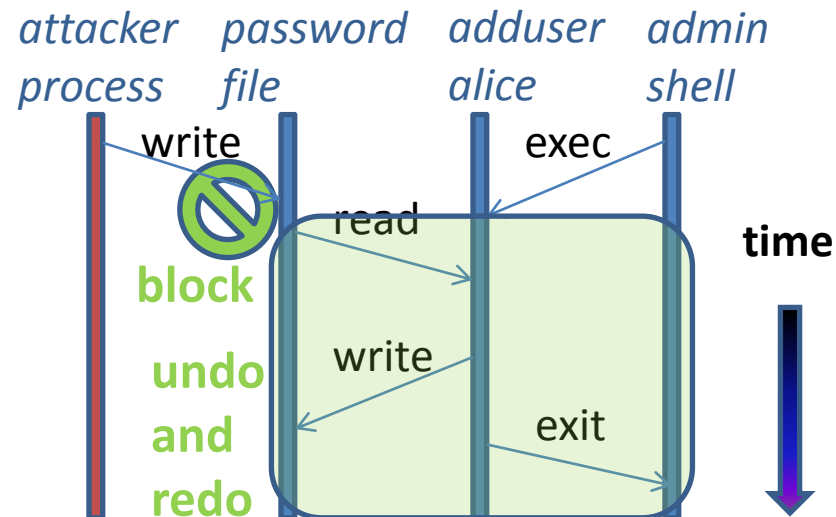 attacker password adduser admin
process file alice shell
write exec
read
time
block
undo write
and exit
redo